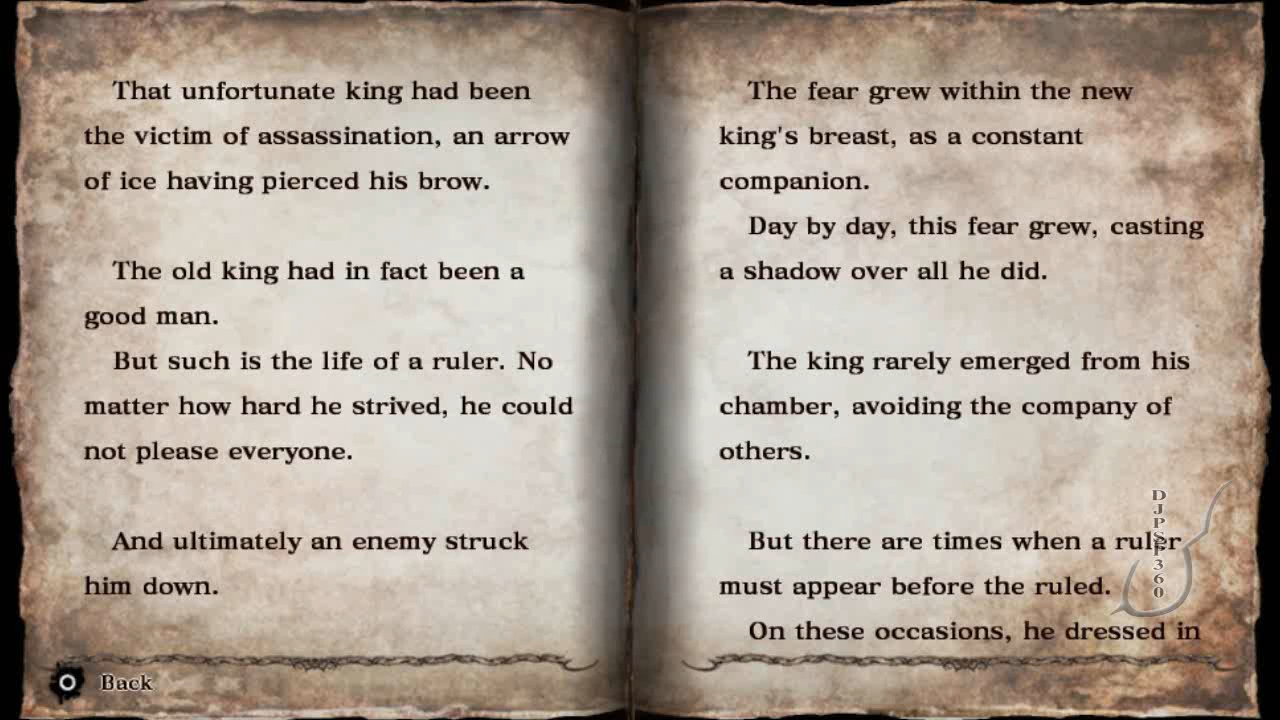 That unfortunate king had been
the victim of assassination, an arrow
of ice having pierced his brow.
The old king had in fact been a
good man.
But such is the life of a ruler. No
matter how hard he strived, he could
not please everyone.
And ultimately an enemy struck
him down.
The fear grew within the new
king's breast, as a constant
companion.
Day by day, this fear grew, casting
a shadow over all he did.
The king rarely emerged from his
chamber, avoiding the company of
others.
But there are times when a ruler
must appear before the ruled.
On these occasions, he dressed in
DJPSF360
Back